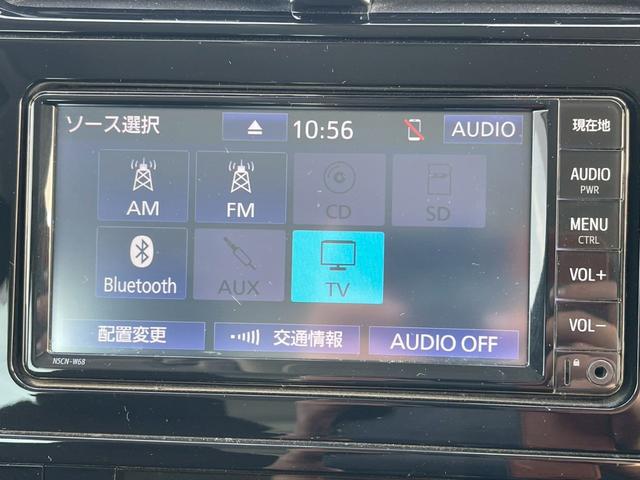 ソース選択
10:56
AUDIO
AM
FM
CD
SD
Bluetooth
AUX
TV
配置変更
交通情報
AUDIO OFF
NSCN-W68
現在地
AUDIO
PWR
MENU
CTRL
VOL+
VOL-